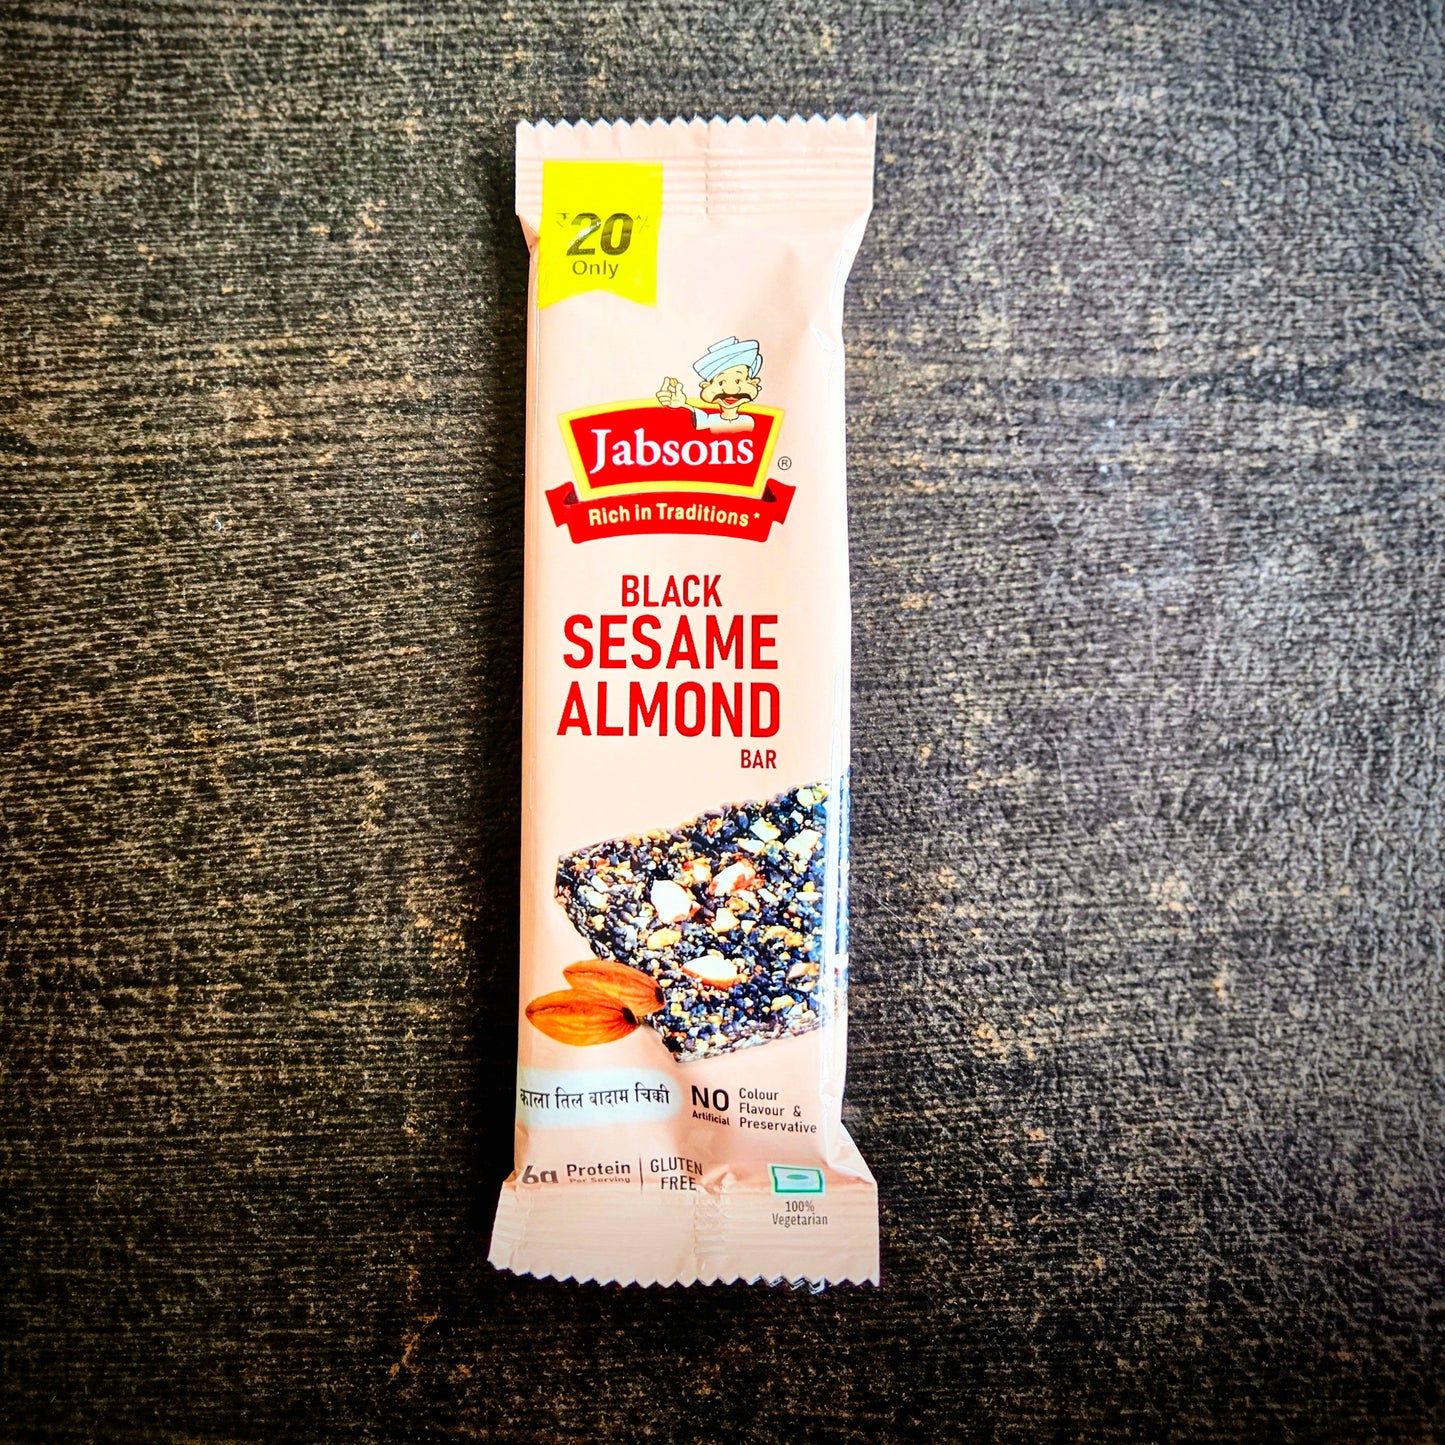 ₹20/-
Only
Jabsons ®
Rich in Traditions*
BLACK
SESAME
ALMOND
BAR
काला तिल बादाम चिकी
NO Artificial
Colour
Flavour &
Preservative
6g Protein
Per Serving
GLUTEN
FREE
100%
Vegetarian